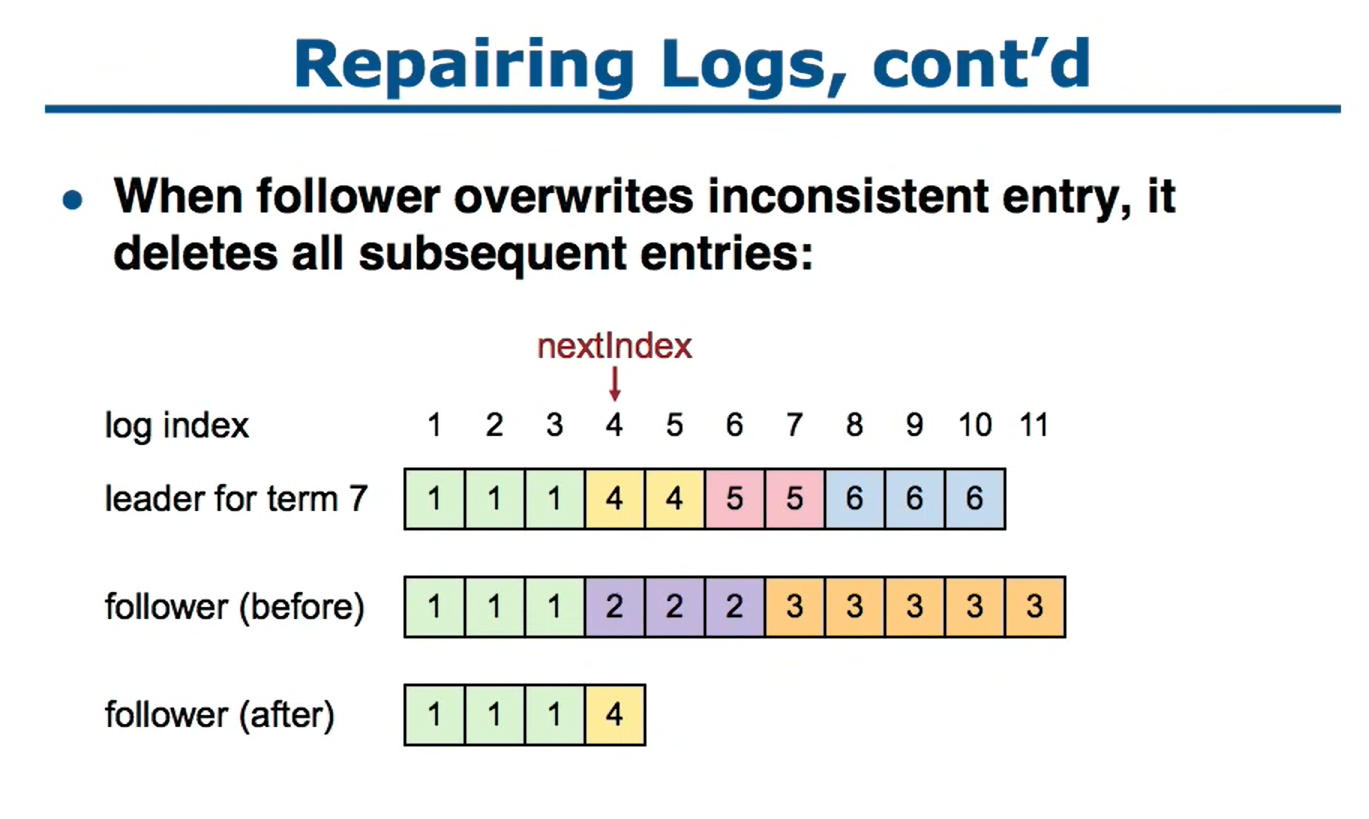 Repairing Logs, cont’d
• When follower overwrites inconsistent entry, it
deletes all subsequent entries:
nextIndex
log index 1 2 3 4 5 6 7 8 9 10 11
leader for term 7 1 1 1 4 4 5 5 6 6 6
follower (before) 1 1 1 2 2 2 3 3 3 3 3
follower (after) 1 1 1 4